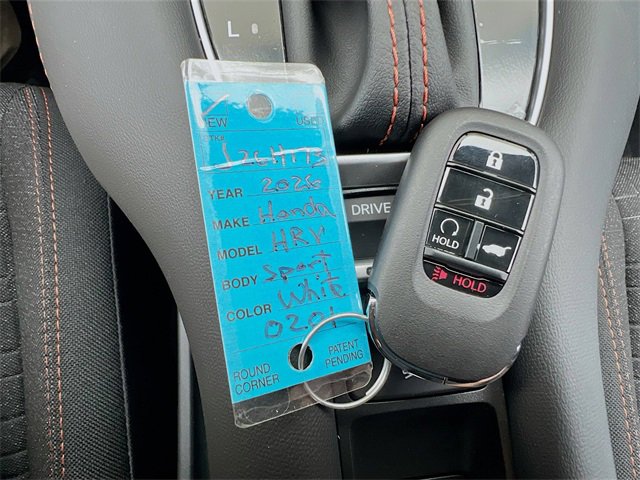 L
NEW USED
STK#
YEAR 2026
MAKE Honda
MODEL HRV
BODY Sport
COLOR White
0201
ROUND CORNER
PATENT PENDING
DRIVE
HOLD
HOLD